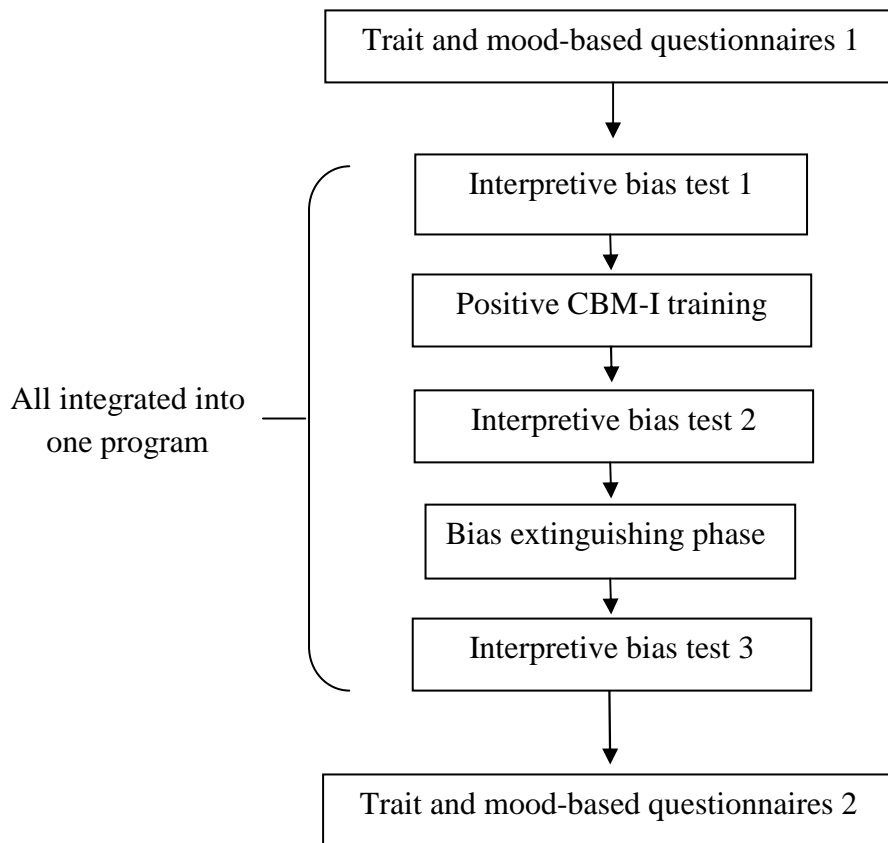 Trait and mood-based questionnaires 1
Interpretive bias test 1
Positive CBM-I training
All integrated into
one program
Interpretive bias test 2
Bias extinguishing phase
Interpretive bias test 3
Trait and mood-based questionnaires 2